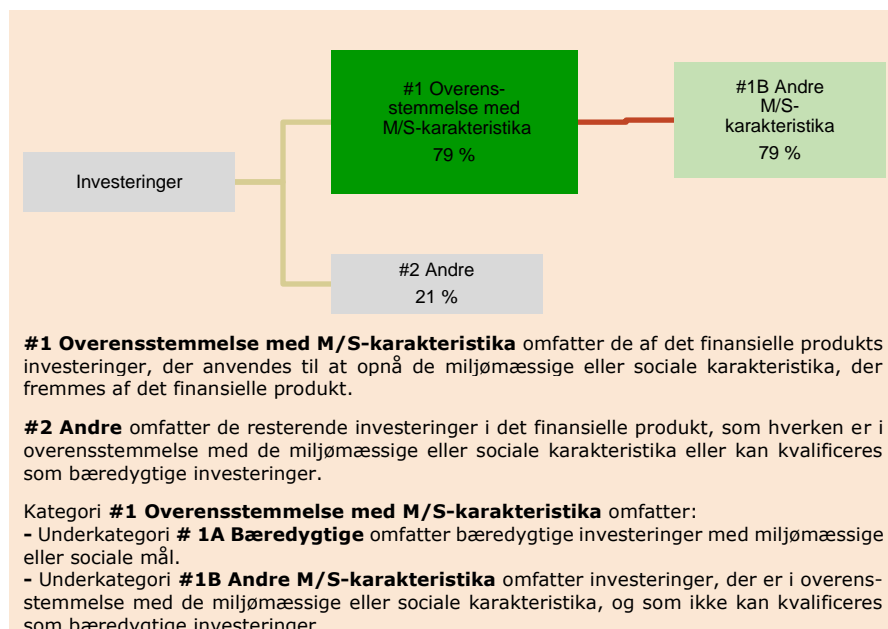 #1 Overens-
stemmelse med
M/S-karakteristika
79 %
#1B Andre
M/S-
karakteristika
79 %
Investeringer
#2 Andre
21 %
#1 Overensstemmelse med M/S-karakteristika omfatter de af det finansielle produkts
investeringer, der anvendes til at opnå de miljømæssige eller sociale karakteristika, der
fremmes af det finansielle produkt.
#2 Andre omfatter de resterende investeringer i det finansielle produkt, som hverken er i
overensstemmelse med de miljømæssige eller sociale karakteristika eller kan kvalificeres
som bæredygtige investeringer.
Kategori #1 Overensstemmelse med M/S-karakteristika omfatter:
- Underkategori # 1A Bæredygtige omfatter bæredygtige investeringer med miljømæssige
eller sociale mål.
- Underkategori #1B Andre M/S-karakteristika omfatter investeringer, der er i overens-
stemmelse med de miljømæssige eller sociale karakteristika, og som ikke kan kvalificeres
som bæredygtige investeringer.